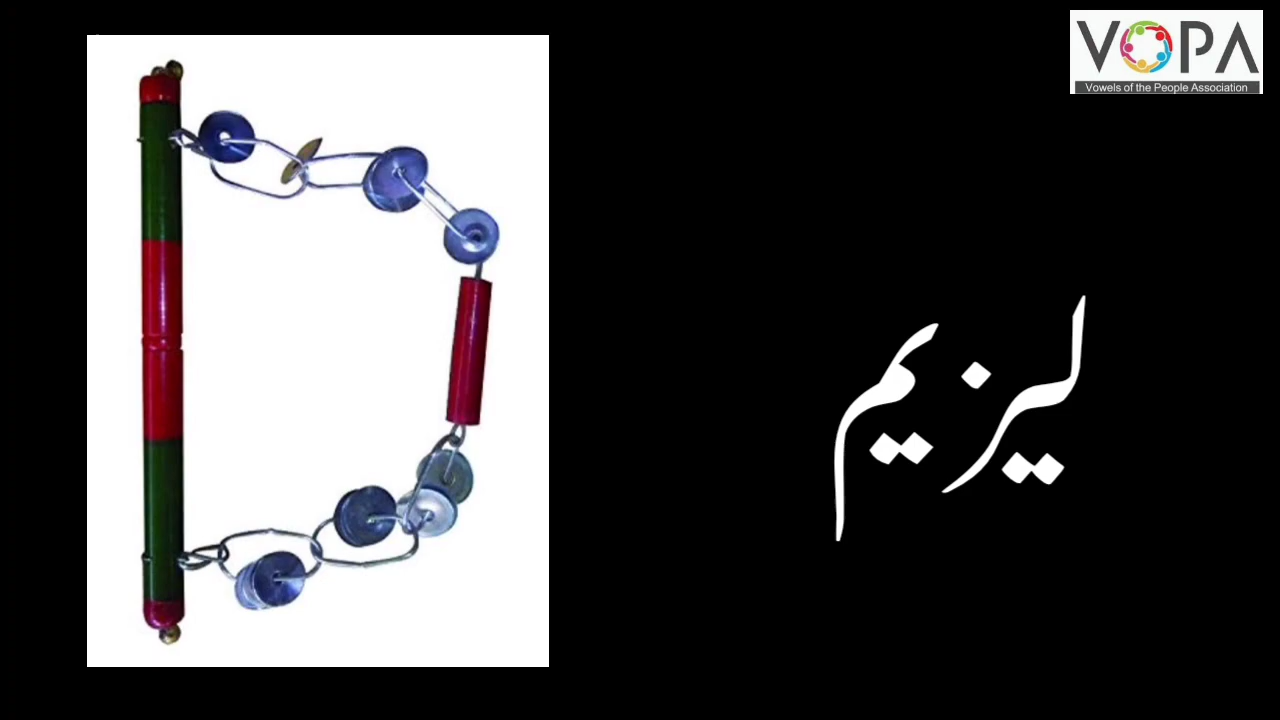 VOPA
Vowels of the People Association
لیزیم